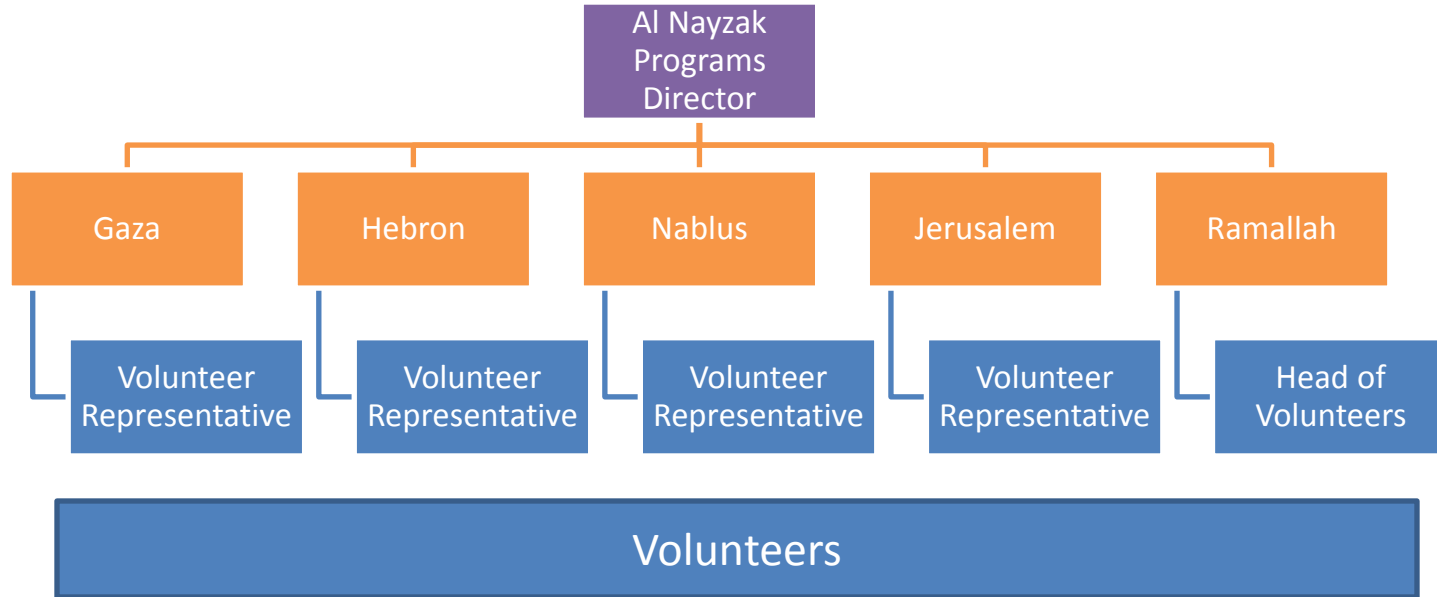 Al Nayzak
Programs
Director
Gaza
Hebron
Nablus
Jerusalem
Ramallah
Volunteer
Representative
Volunteer
Representative
Volunteer
Representative
Volunteer
Representative
Head of
Volunteers
Volunteers